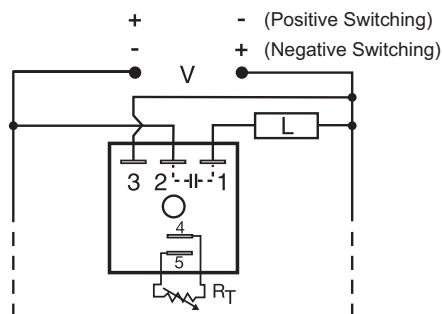 + - (Positive Switching)
- + (Negative Switching)
V
L
3 2 1
4
5
RT